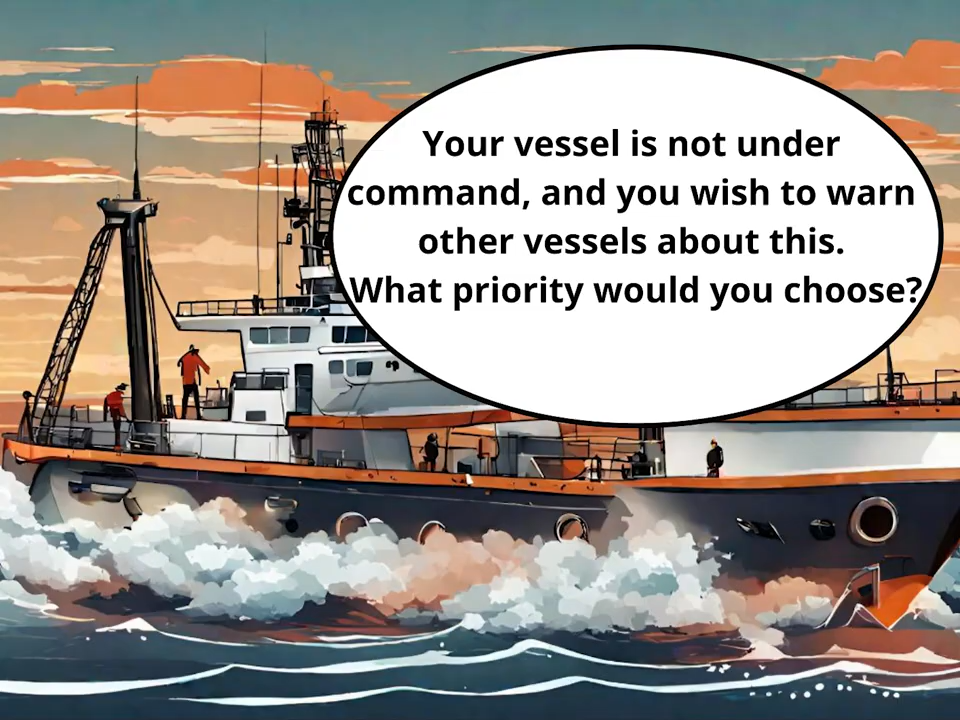 Your vessel is not under
command, and you wish to warn
other vessels about this.
What priority would you choose?